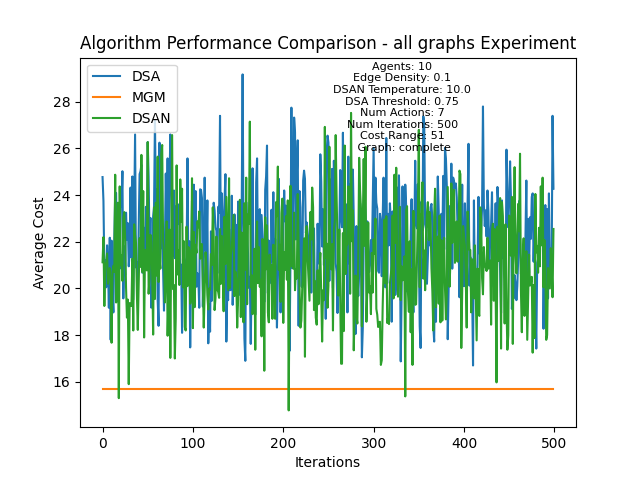 Algorithm Performance Comparison - all graphs Experiment
DSA
MGM
DSAN
Agents: 10
Edge Density: 0.1
DSAN Temperature: 10.0
DSA Threshold: 0.75
Num Actions: 7
Num Iterations: 500
Cost Range: 51
Graph: complete
Average Cost
28
26
24
22
20
18
16
0
100
200
300
400
500
Iterations